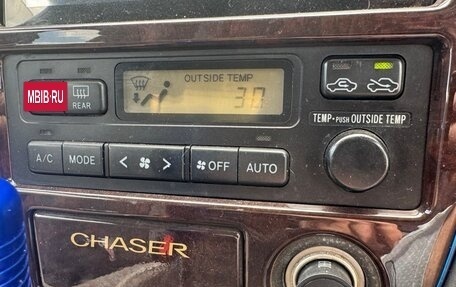 OUTSIDE TEMP
30
MBIB·RU
REAR
TEMP-PUSH OUTSIDE TEMP
A/C MODE < > OFF AUTO
CHASER